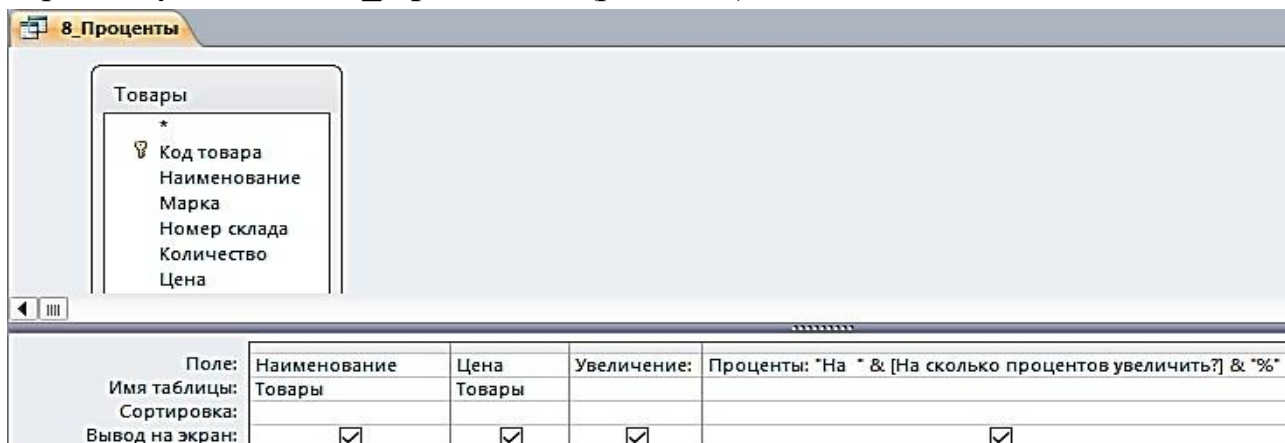 8_Проценты
Товары
*
Код товара
Наименование
Марка
Номер склада
Количество
Цена
Поле: Наименование Цена Увеличение: Проценты: "На " & [На сколько процентов увеличить?] & "%"
Имя таблицы: Товары Товары
Сортировка:
Вывод на экран: